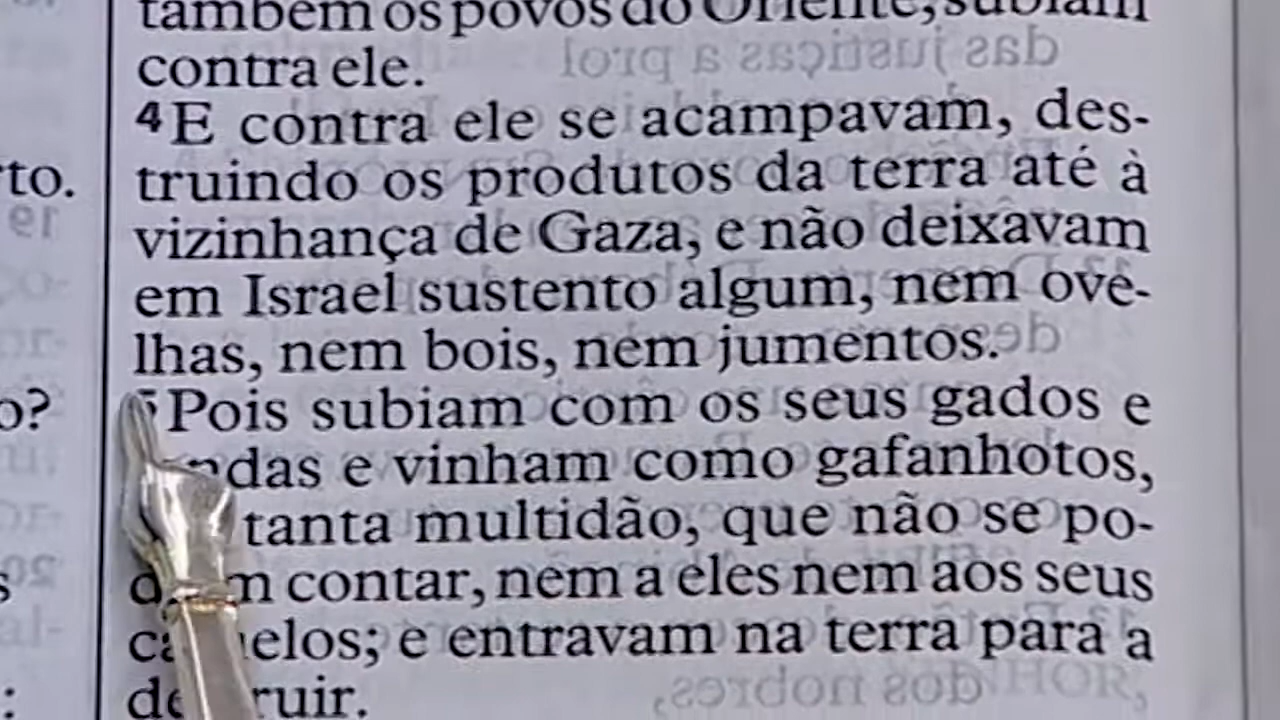 também os povos do Oriente, subiam
contra ele.
4 E contra ele se acampavam, des-
truindo os produtos da terra até à
vizinhança de Gaza, e não deixavam
em Israel sustento algum, nem ove-
lhas, nem bois, nem jumentos.
5 Pois subiam com os seus gados e
e vinham como gafanhotos,
tanta multidão, que não se po-
contar, nem a eles nem aos seus
e entravam na terra para a
to.
o?